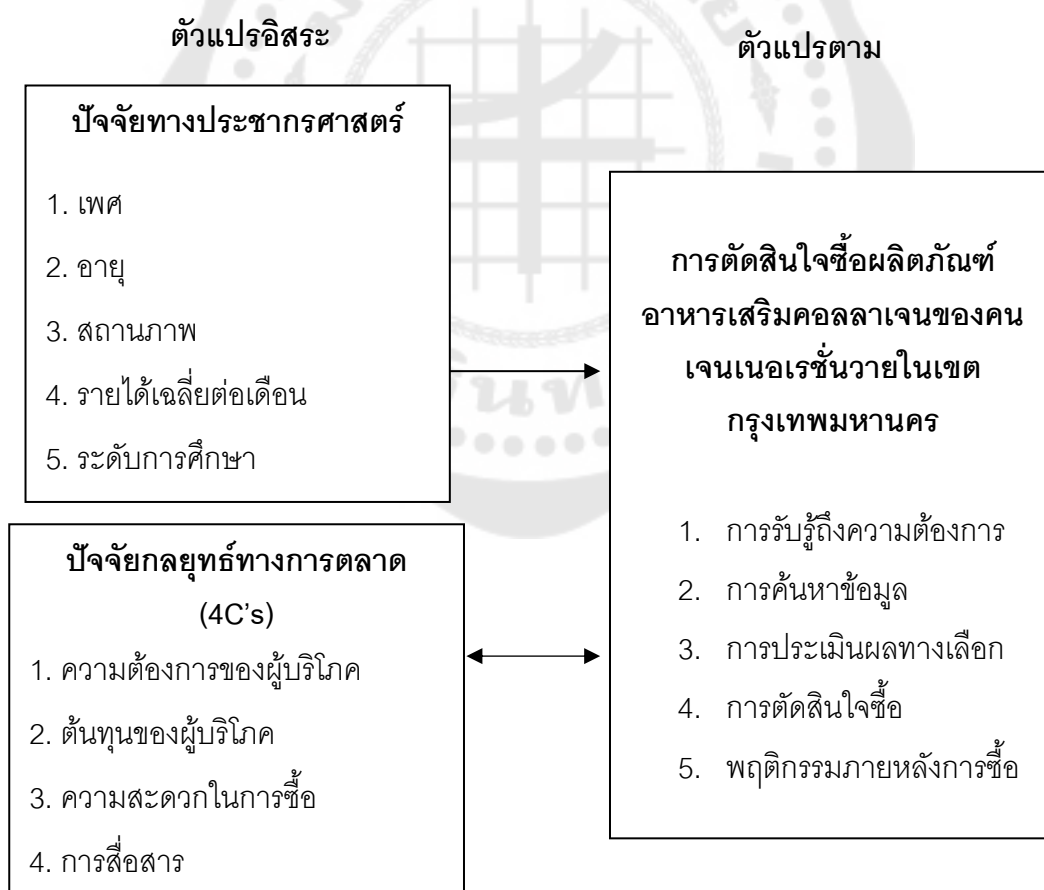 ตัวแปรอิสระ
ตัวแปรตาม
ปัจจัยทางประชากรศาสตร์
1. เพศ
2. อายุ
3. สถานภาพ
4. รายได้เฉลี่ยต่อเดือน
5. ระดับการศึกษา
ปัจจัยกลยุทธ์ทางการตลาด
(4C's)
1. ความต้องการของผู้บริโภค
2. ต้นทุนของผู้บริโภค
3. ความสะดวกในการซื้อ
4. การสื่อสาร
การตัดสินใจซื้อผลิตภัณฑ์
อาหารเสริมคอลลาเจนของคน
เจนเนอเรชั่นวายในเขต
กรุงเทพมหานคร
1. การรับรู้ถึงความต้องการ
2. การค้นหาข้อมูล
3. การประเมินผลทางเลือก
4. การตัดสินใจซื้อ
5. พฤติกรรมภายหลังการซื้อ